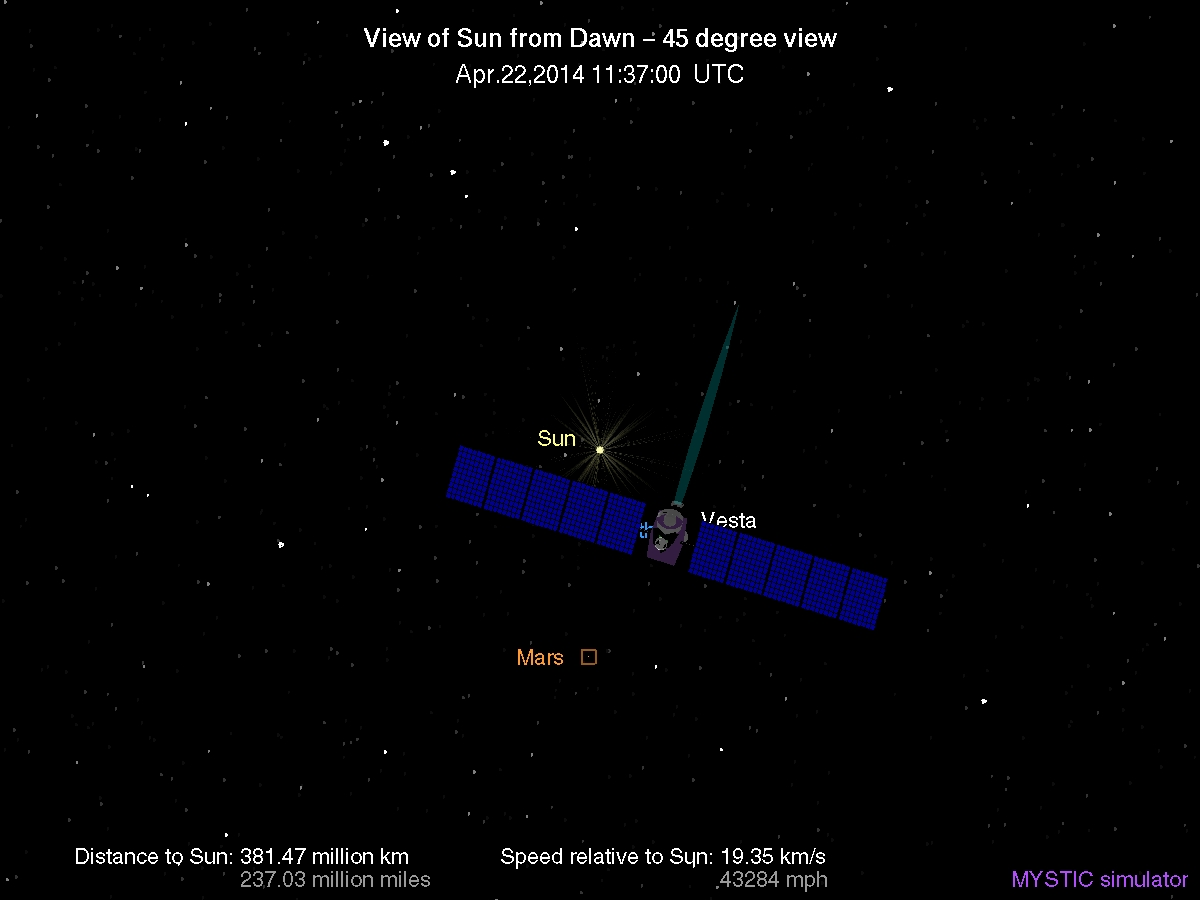 View of Sun from Dawn – 45 degree view
Apr.22,2014 11:37:00 UTC
Sun
Vesta
Mars
Distance to Sun: 381.47 million km
237.03 million miles
Speed relative to Sun: 19.35 km/s
43284 mph
MYSTIC simulator